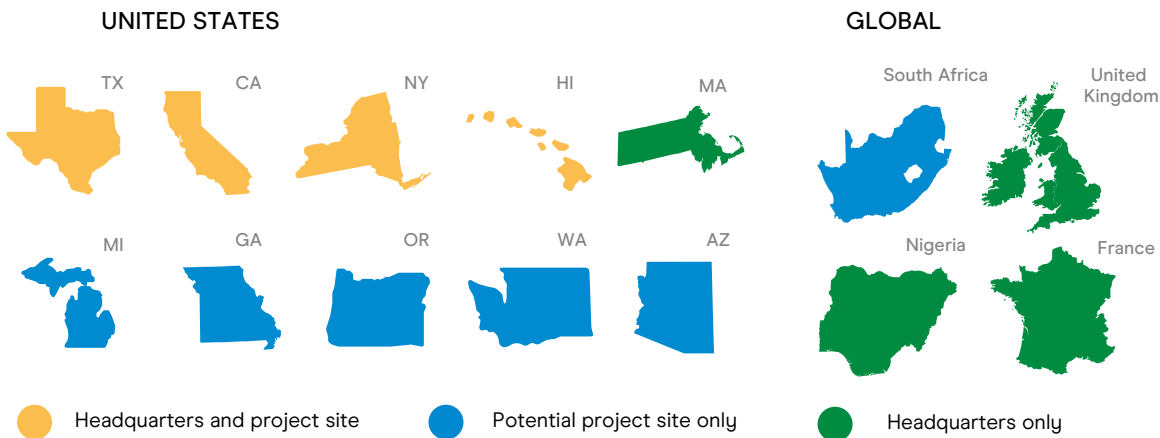 UNITED STATES
GLOBAL
TX
CA
NY
HI
MA
South Africa
United
Kingdom
MI
GA
OR
WA
AZ
Nigeria
France
Headquarters and project site
Potential project site only
Headquarters only